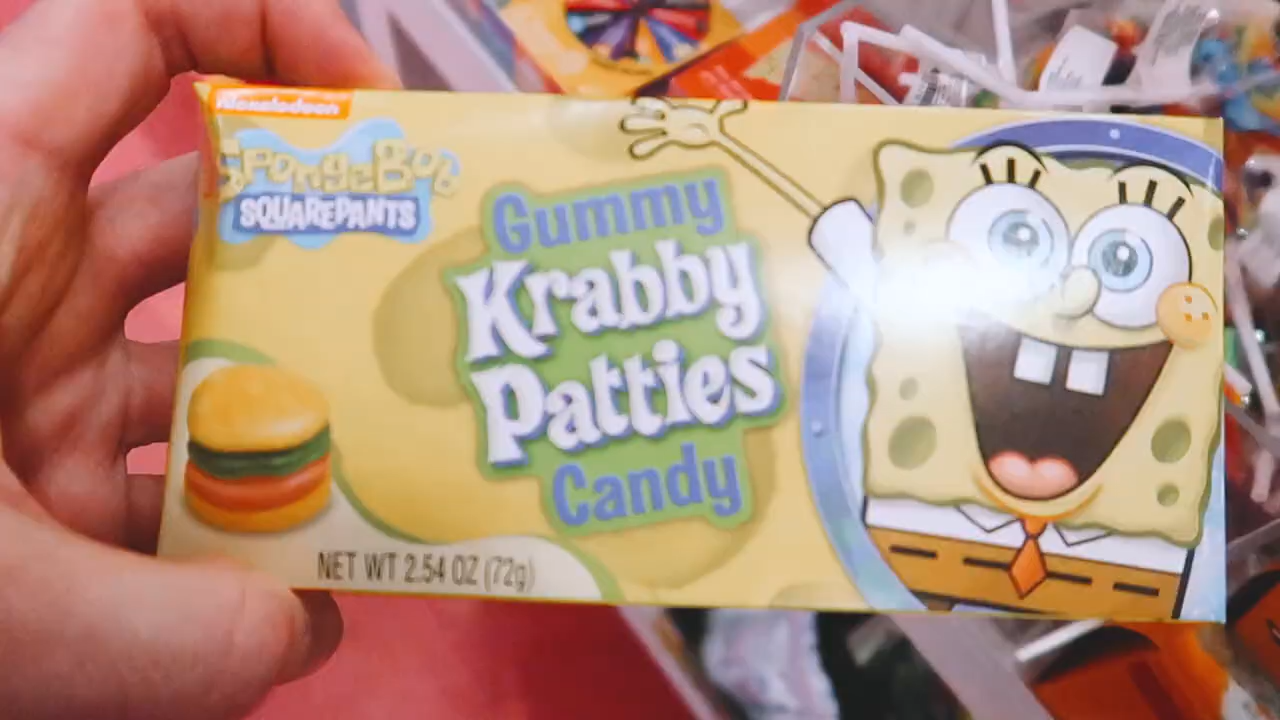 nickelodeon
SPONGEBOB
SQUAREPANTS
Gummy
Krabby
Patties
Candy
NET WT 2.54 OZ (72g)